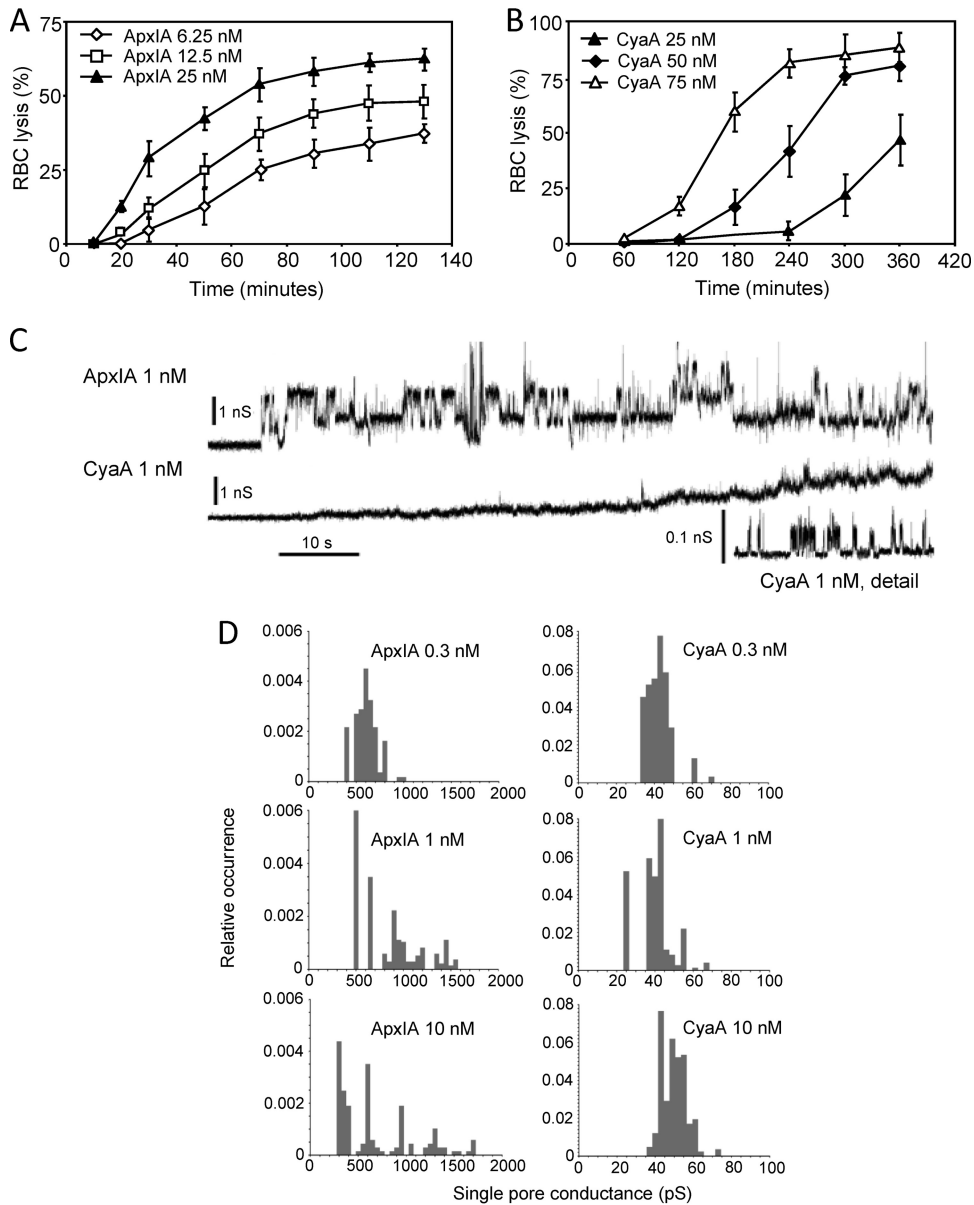 A
B
75
50
25
0
RBC lysis (%)
ApxIA 6.25 nM
ApxIA 12.5 nM
ApxIA 25 nM
0 20 40 60 80 100 120 140
Time (minutes)
100
75
50
25
0
RBC lysis (%)
CyaA 25 nM
CyaA 50 nM
CyaA 75 nM
0 60 120 180 240 300 360 420
Time (minutes)
C
ApxIA 1 nM
1 nS
CyaA 1 nM
1 nS
10 s
0.1 nS
CyaA 1 nM, detail
D
Relative occurrence
0.006
0.004
0.002
0
ApxIA 0.3 nM
0 500 1000 1500 2000
0.08
0.06
0.04
0.02
0
CyaA 0.3 nM
0 20 40 60 80 100
0.006
0.004
0.002
0
ApxIA 1 nM
0 500 1000 1500 2000
0.08
0.06
0.04
0.02
0
CyaA 1 nM
0 20 40 60 80 100
0.006
0.004
0.002
0
ApxIA 10 nM
0 500 1000 1500 2000
0.08
0.06
0.04
0.02
0
CyaA 10 nM
0 20 40 60 80 100
Single pore conductance (pS)